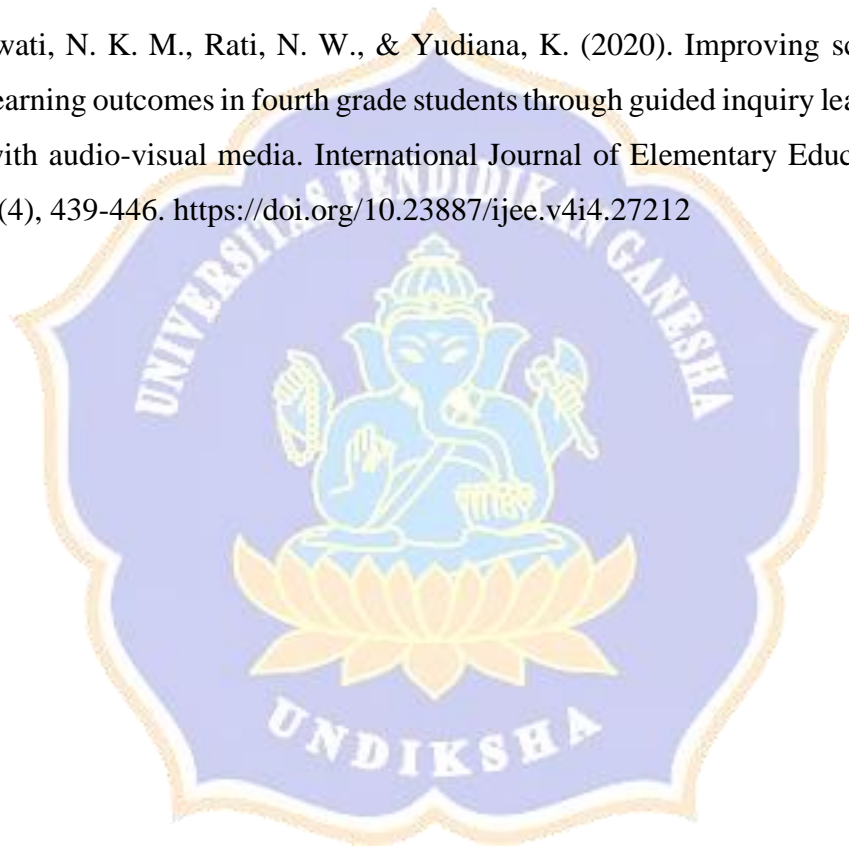 wati, N. K. M., Rati, N. W., & Yudiana, K. (2020). Improving sc
earning outcomes in fourth grade students through guided inquiry lea
vith audio-visual media. International Journal of Elementary Educ
(4), 439-446. https://doi.org/10.23887/ijee.v4i4.27212
UNIVERSITAS PENDIDIKAN GANESHA
UNDIKSHA